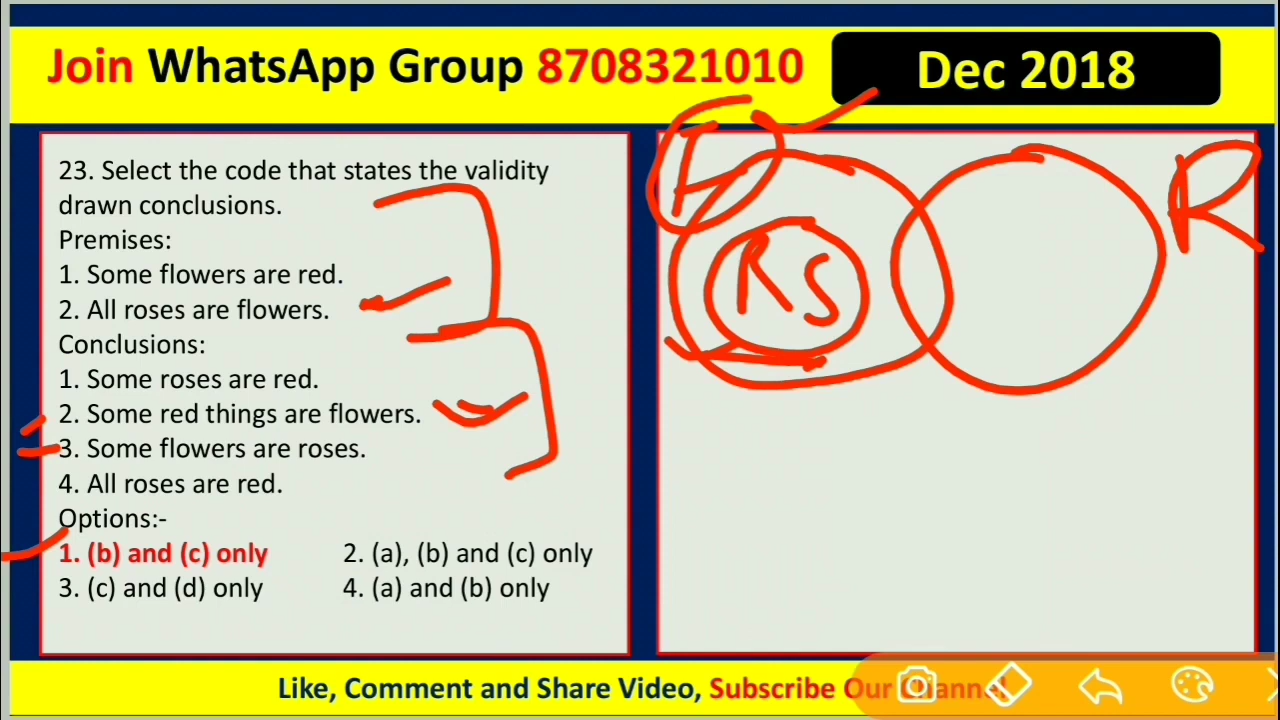 Join WhatsApp Group 8708321010
Dec 2018
23. Select the code that states the validity
drawn conclusions.
Premises:
1. Some flowers are red.
2. All roses are flowers.
Conclusions:
1. Some roses are red.
2. Some red things are flowers.
3. Some flowers are roses.
4. All roses are red.
Options:-
1. (b) and (c) only
2. (a), (b) and (c) only
3. (c) and (d) only
4. (a) and (b) only
F
RS
R
Like, Comment and Share Video, Subscribe Our Channel